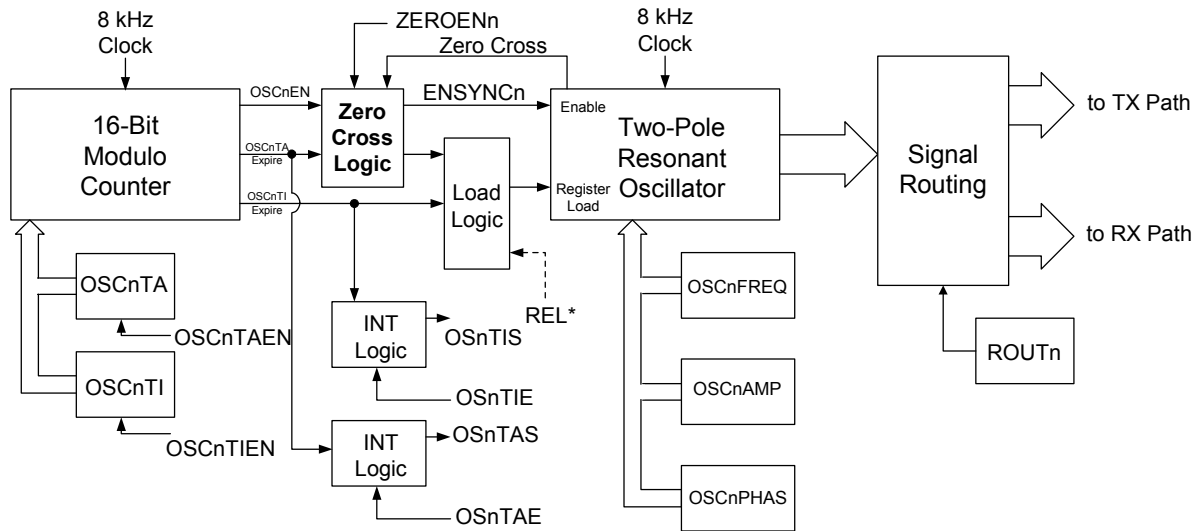 8 kHz
Clock
ZEROENn
Zero Cross
8 kHz
Clock
OSCnEN
ENSYNCn
16-Bit
Modulo
Counter
OSCnTA
Expire
OSCnTI
Expire
Zero
Cross
Logic
Load
Logic
Enable
Register
Load
Two-Pole
Resonant
Oscillator
Signal
Routing
to TX Path
to RX Path
OSCnTA
OSCnTAEN
OSCnTI
OSCnTIEN
INT
Logic
OSnTIS
OSnTIE
REL*
INT
Logic
OSnTAS
OSnTAE
OSCnFREQ
OSCnAMP
OSCnPHAS
ROUTn